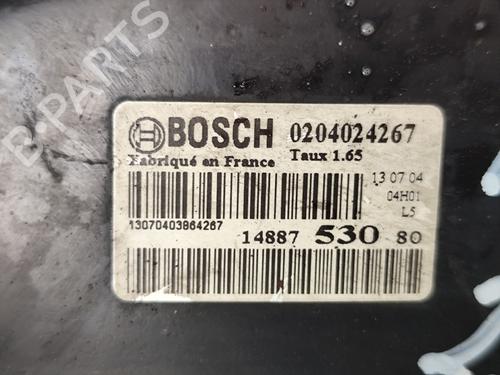 B-PARTS
BOSCH 0204024267
Fabriqué en France Taux 1.65
13 07 04
04H01
L5
13070403864267
14887 530 80